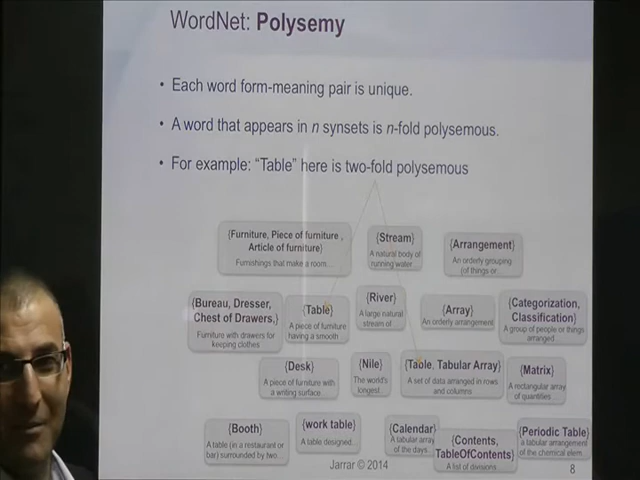 WordNet: Polysemy
• Each word form-meaning pair is unique.
• A word that appears in n synsets is n-fold polysemous.
• For example: “Table” here is two-fold polysemous
{Furniture, Piece of furniture ,
Article of furniture}
Furnishings that make a room...
{Stream}
A natural body of
running water...
{Arrangement}
An orderly grouping
(of things or...
{Bureau, Dresser,
Chest of Drawers,}
Furniture with drawers for
keeping clothes
{Table}
A piece of furniture
having a smooth
{River}
A large natural
stream of
{Array}
An orderly arrangement
{Categorization,
Classification}
A group of people or things
arranged ...
{Desk}
A piece of furniture with
a writing surface
{Nile}
The world's
longest..
{Table, Tabular Array}
A set of data arranged in rows
and columns
{Matrix}
A rectangular array
of quantities...
{Booth}
A table (in a restaurant or
bar) surrounded by two...
{work table}
A table designed...
{Calendar}
A tabular array
of the days
{Contents,
TableOfContents}
A list of divisions...
{Periodic Table}
a tabular arrangement
of the chemical elem...
Jarrar © 2014
8